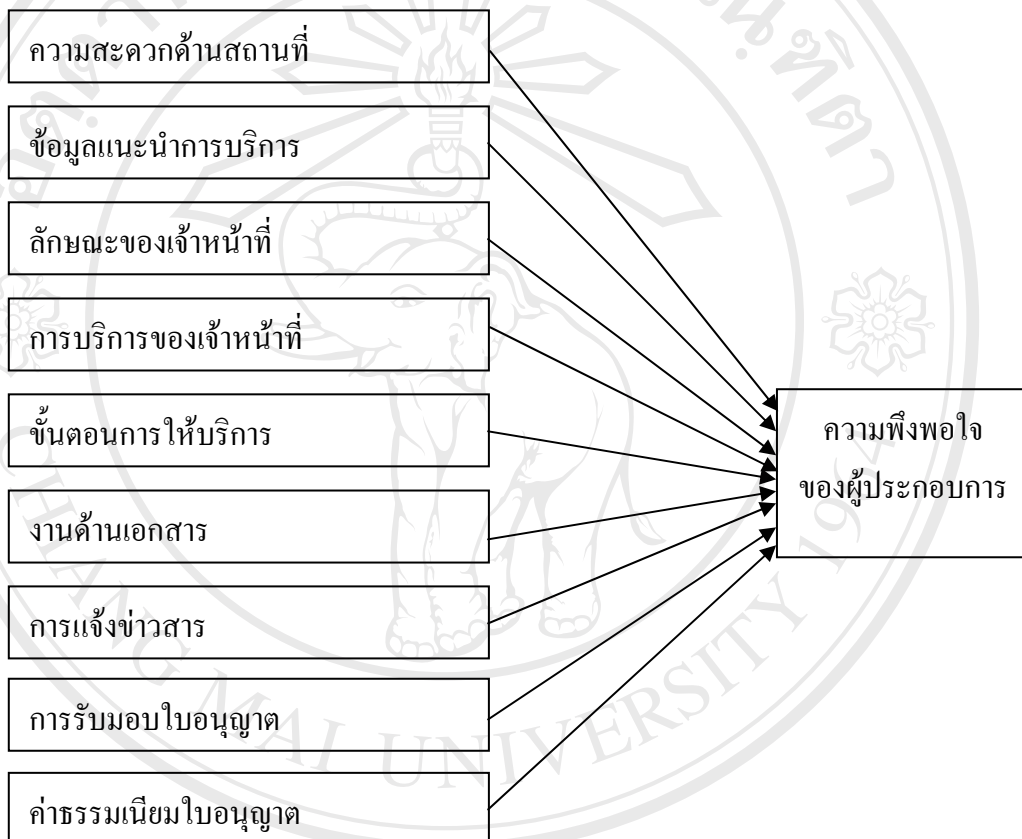 ความสะดวกด้านสถานที่
ข้อมูลแนะนำการบริการ
ลักษณะของเจ้าหน้าที่
การบริการของเจ้าหน้าที่
ขั้นตอนการให้บริการ
งานด้านเอกสาร
การแจ้งข่าวสาร
การรับมอบใบอนุญาต
ค่าธรรมเนียมใบอนุญาต
ความพึงพอใจ
ของผู้ประกอบการ
CHIANG MAI UNIVERSITY 1964